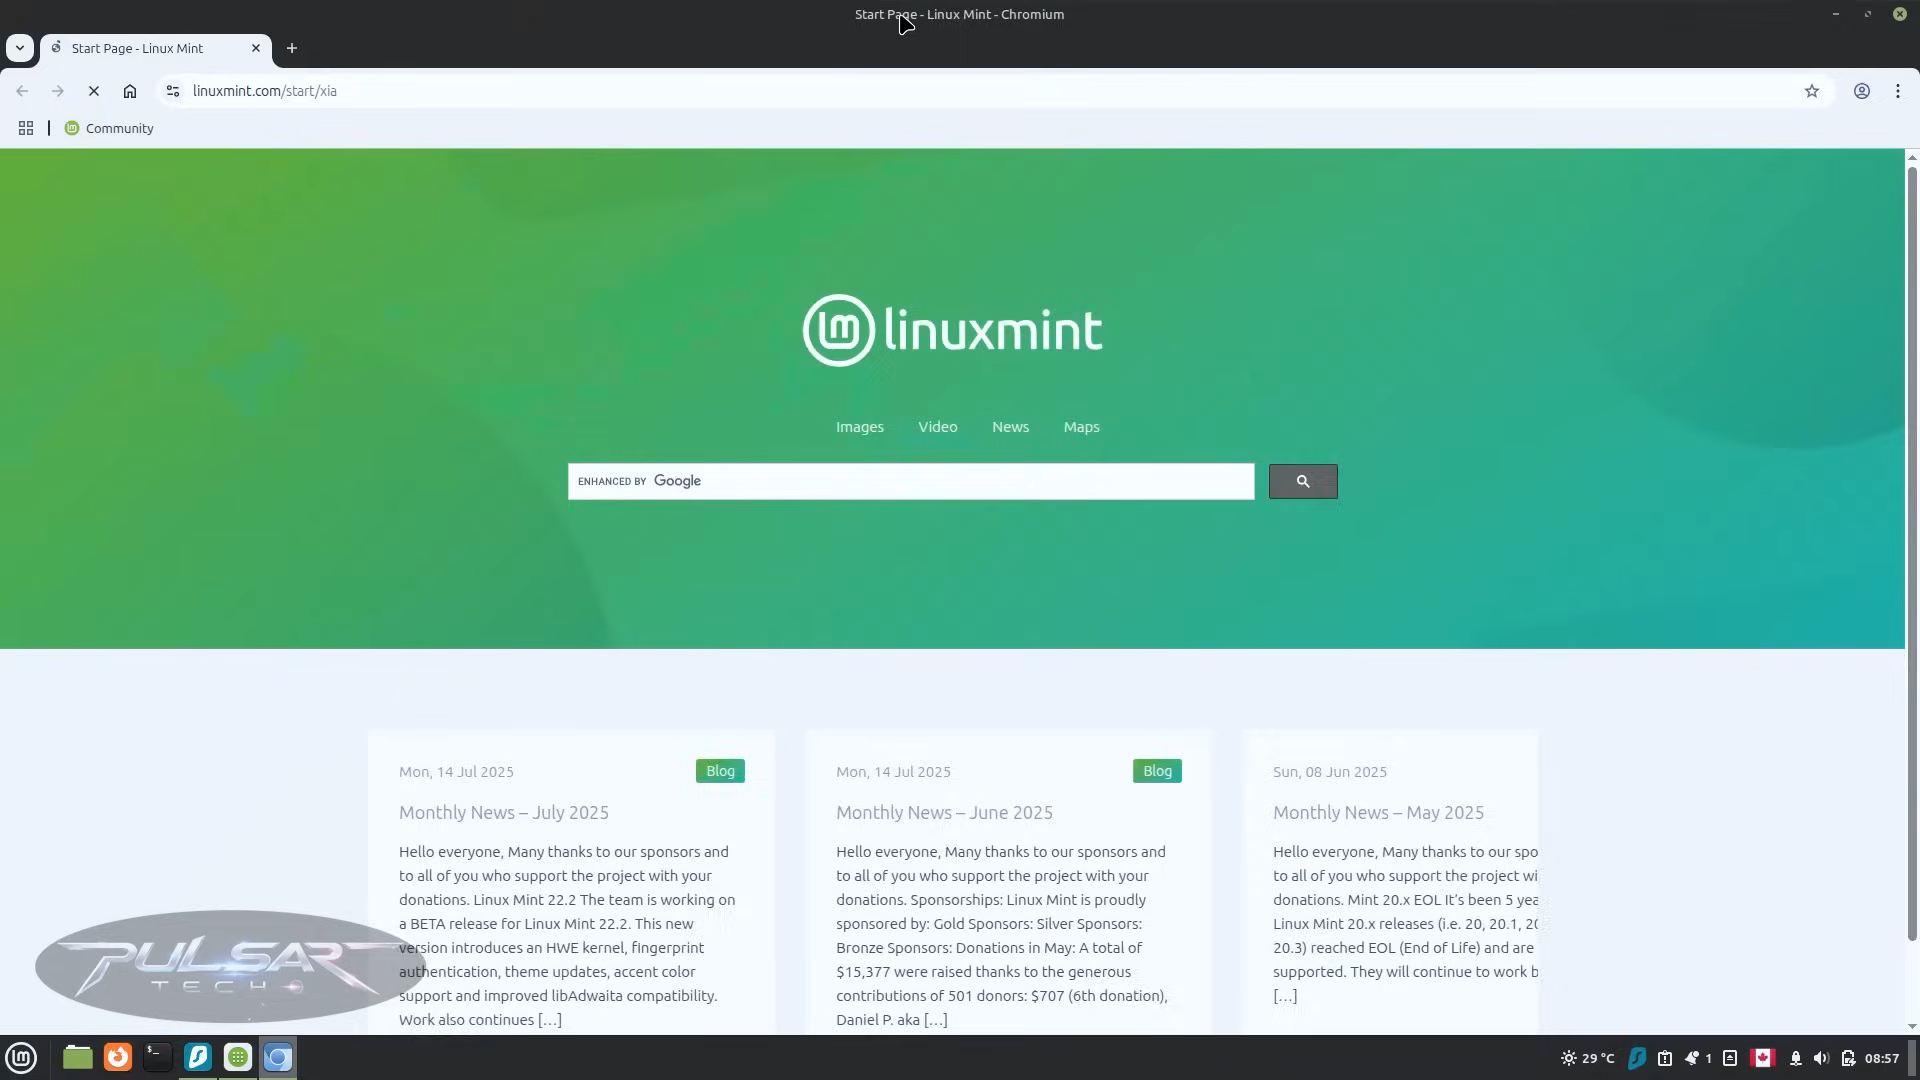 Start Page - Linux Mint - Chromium
Start Page - Linux Mint
linuxmint.com/start/xia
Community
linuxmint
Images
Video
News
Maps
ENHANCED BY Google
Mon, 14 Jul 2025
Blog
Monthly News – July 2025
Hello everyone, Many thanks to our sponsors and
to all of you who support the project with your
donations. Linux Mint 22.2 The team is working on
a BETA release for Linux Mint 22.2. This new
version introduces an HWE kernel, fingerprint
authentication, theme updates, accent color
support and improved libAdwaita compatibility.
Work also continues […]
Mon, 14 Jul 2025
Blog
Monthly News – June 2025
Hello everyone, Many thanks to our sponsors and
to all of you who support the project with your
donations. Sponsorships: Linux Mint is proudly
sponsored by: Gold Sponsors: Silver Sponsors:
Bronze Sponsors: Donations in May: A total of
$15,377 were raised thanks to the generous
contributions of 501 donors: $707 (6th donation),
Daniel P. aka […]
Sun, 08 Jun 2025
Monthly News – May 2025
Hello everyone, Many thanks to our spo
to all of you who support the project wi
donations. Mint 20.x EOL It's been 5 yea
Linux Mint 20.x releases (i.e. 20, 20.1, 20
20.3) reached EOL (End of Life) and are
supported. They will continue to work b
[…]
PULSAR
TECH
29 °C
1
08:57